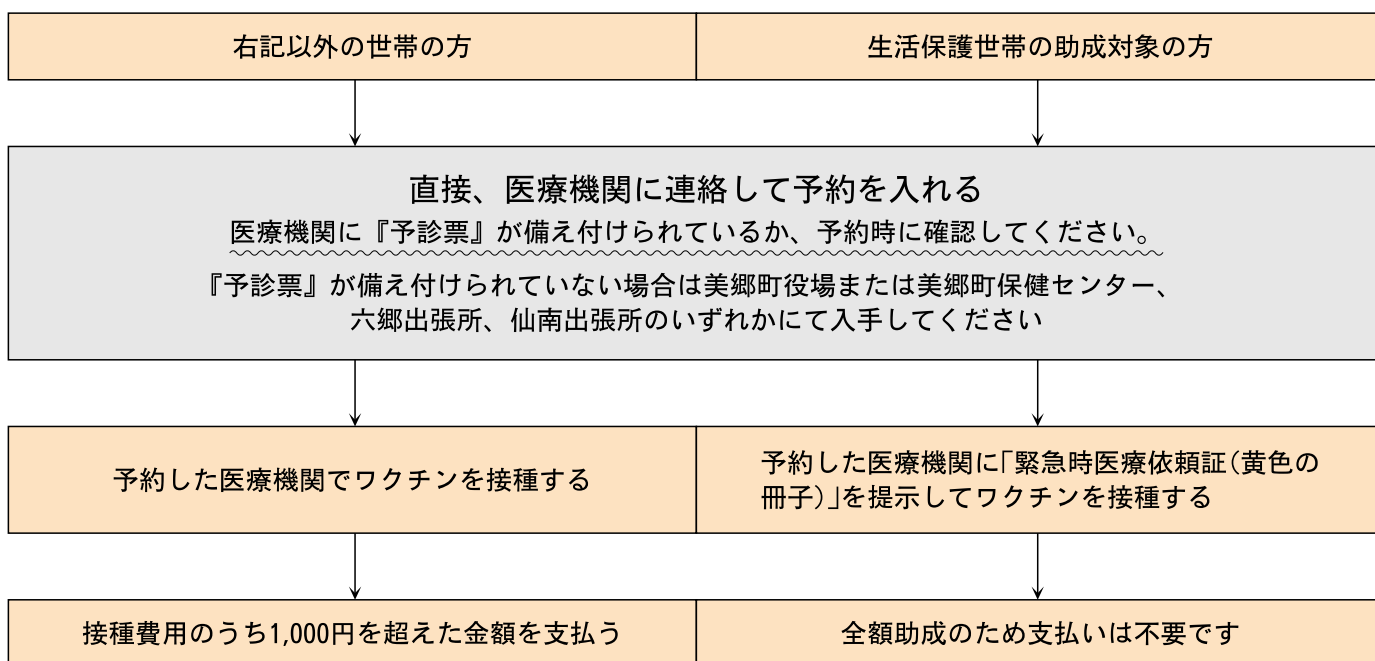 右記以外の世帯の方
生活保護世帯の助成対象の方
直接、医療機関に連絡して予約を入れる
医療機関に『予診票』が備え付けられているか、予約時に確認してください。
『予診票』が備え付けられていない場合は美郷町役場または美郷町保健センター、
六郷出張所、仙南出張所のいずれかにて入手してください
予約した医療機関でワクチンを接種する
予約した医療機関に「緊急時医療依頼証（黄色の
冊子）」を提示してワクチンを接種する
接種費用のうち1,000円を超えた金額を支払う
全額助成のため支払いは不要です